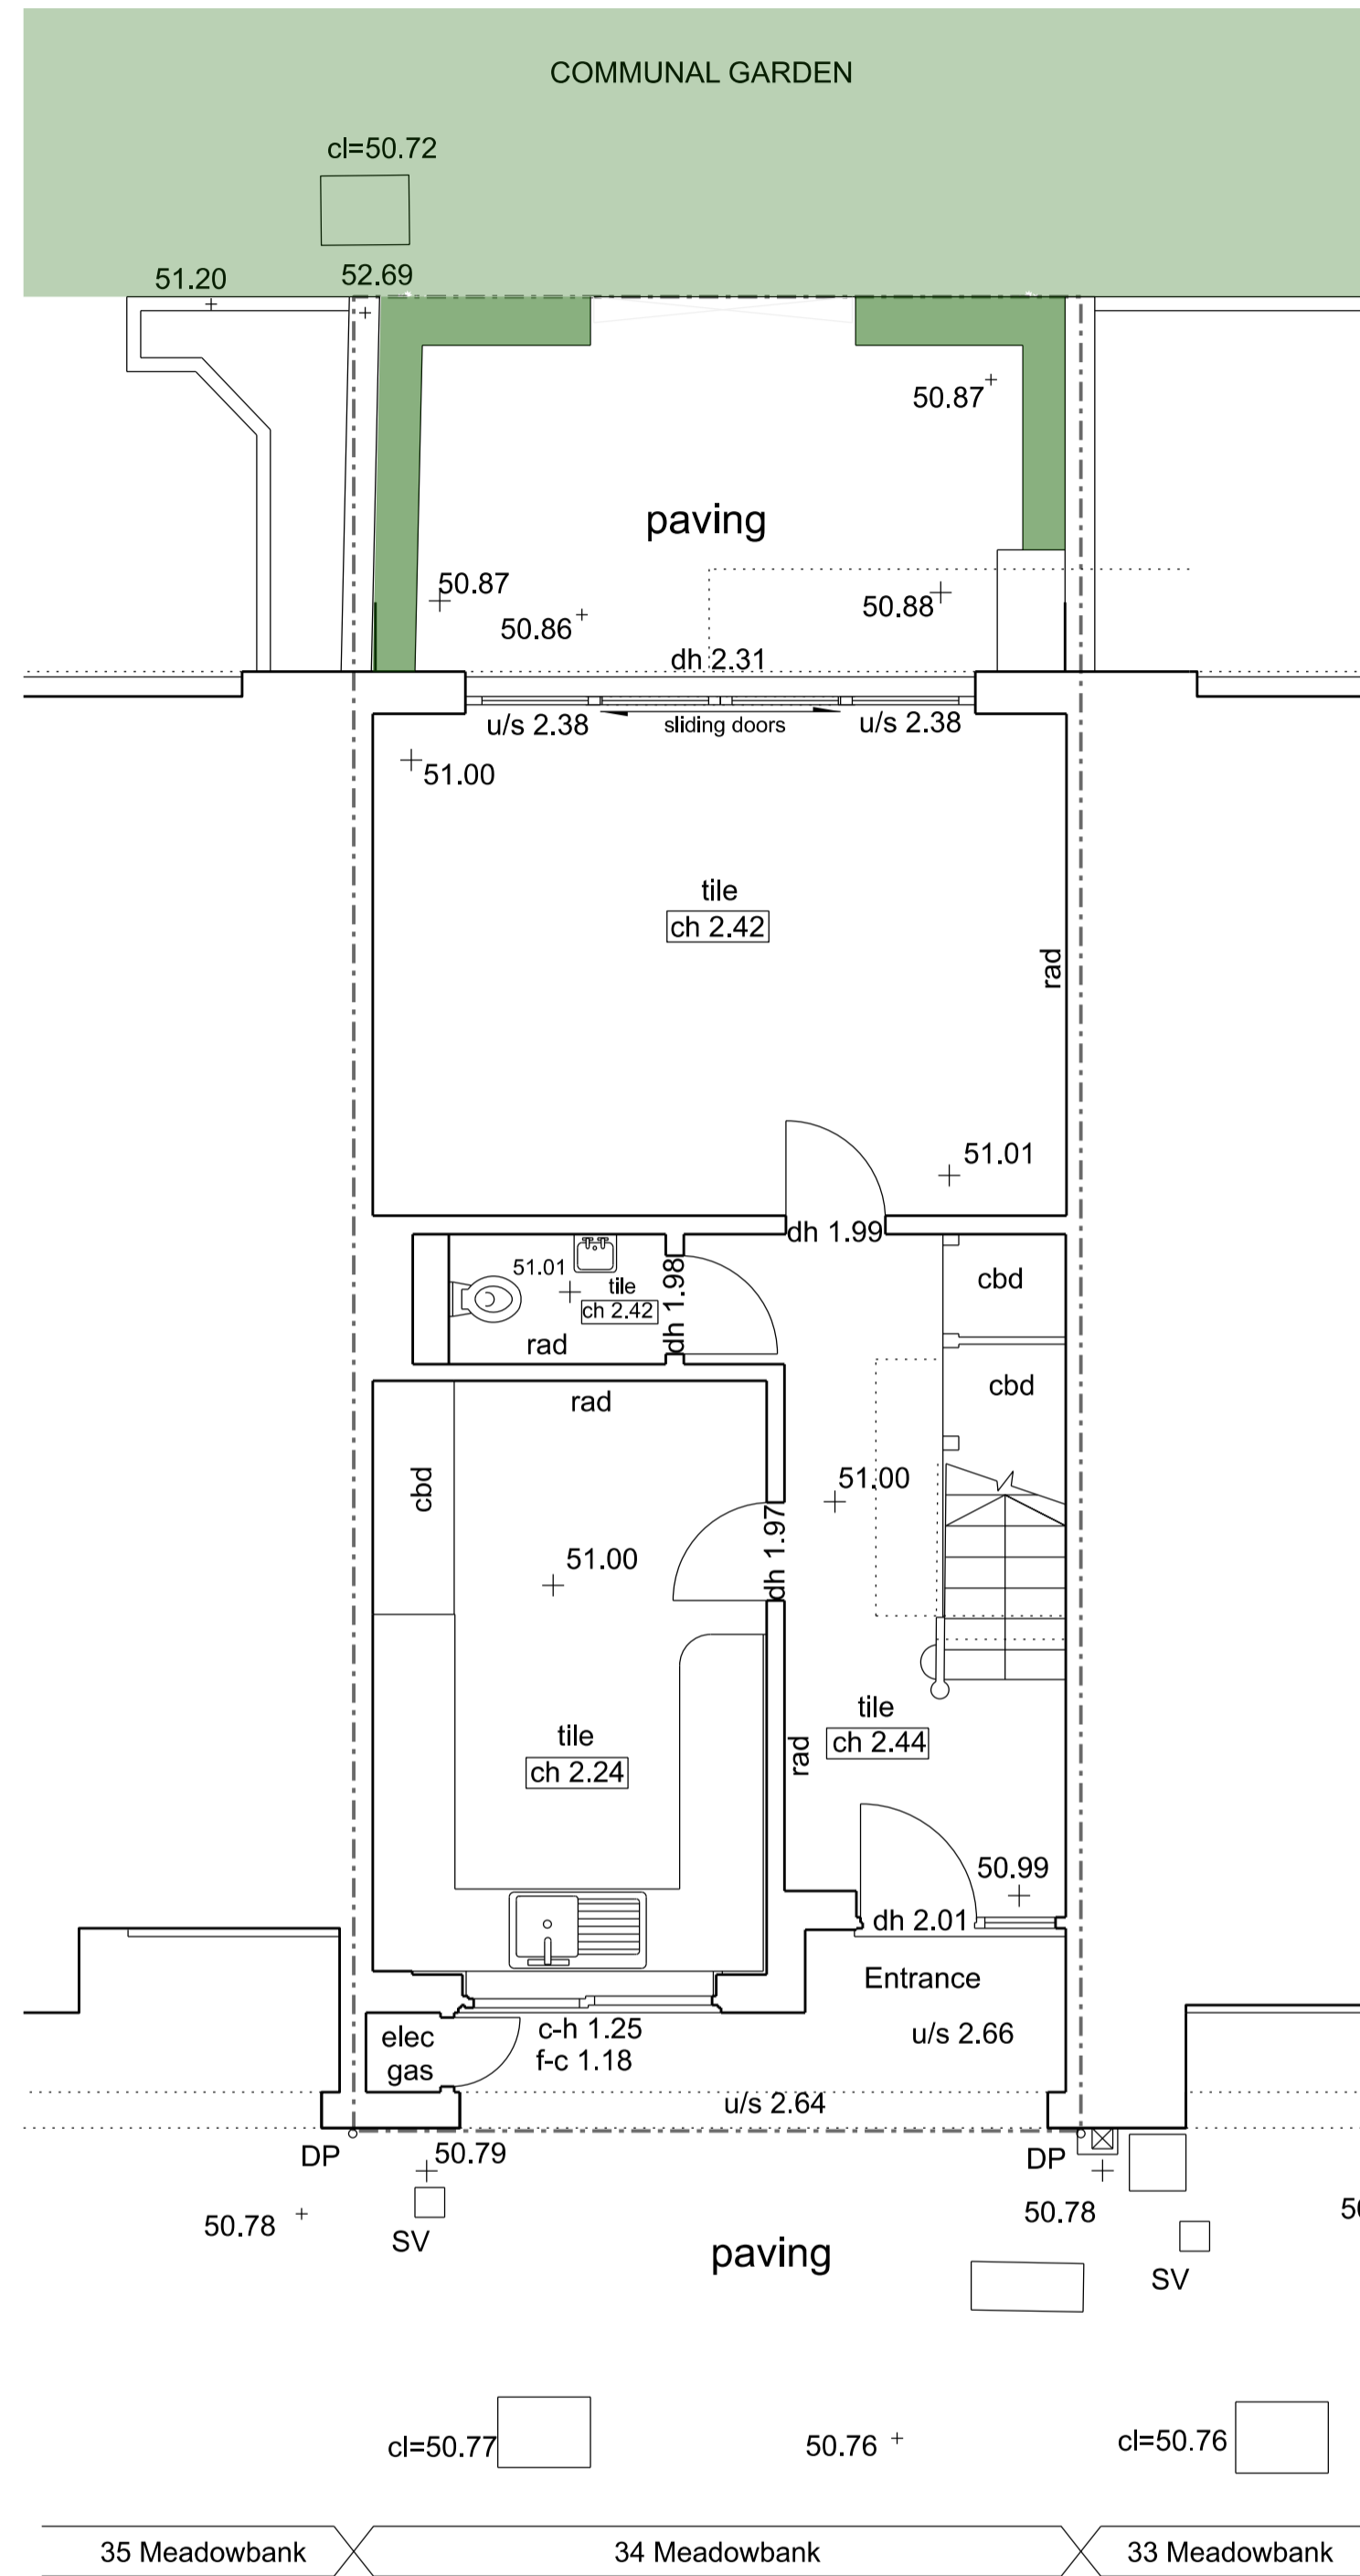 COMMUNAL GARDEN
cl=50.72
51.20
52.69
50.87
paving
50.87
50.86
50.88
dh 2.31
u/s 2.38
sliding doors
u/s 2.38
51.00
tile
ch 2.42
rad
51.01
dh 1.99
51.01
tile
ch 2.42
dh 1.98
rad
cbd
cbd
rad
cbd
51.00
51.00
dh 1.97
tile
ch 2.44
rad
tile
ch 2.24
50.99
dh 2.01
Entrance
u/s 2.66
elec
gas
c-h 1.25
f-c 1.18
u/s 2.64
DP
50.79
DP
50.78
50.78
SV
paving
SV
cl=50.77
50.76
cl=50.76
35 Meadowbank
34 Meadowbank
33 Meadowbank